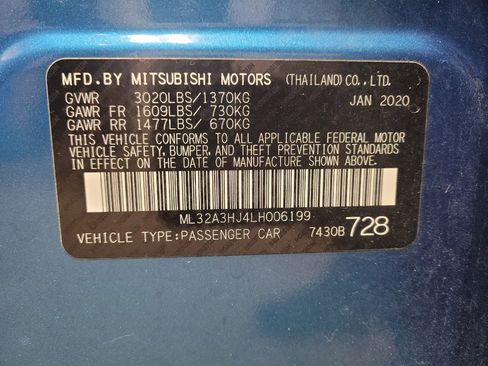 MFD.BY MITSUBISHI MOTORS (THAILAND) CO., LTD.
GVWR 3020LBS/1370KG JAN 2020
GAWR FR 1609LBS/ 730KG
GAWR RR 1477LBS/ 670KG
THIS VEHICLE CONFORMS TO ALL APPLICABLE FEDERAL MOTOR
VEHICLE SAFETY, BUMPER, AND THEFT PREVENTION STANDARDS
IN EFFECT ON THE DATE OF MANUFACTURE SHOWN ABOVE.
ML32A3HJ4LH006199
VEHICLE TYPE:PASSENGER CAR 7430B 728